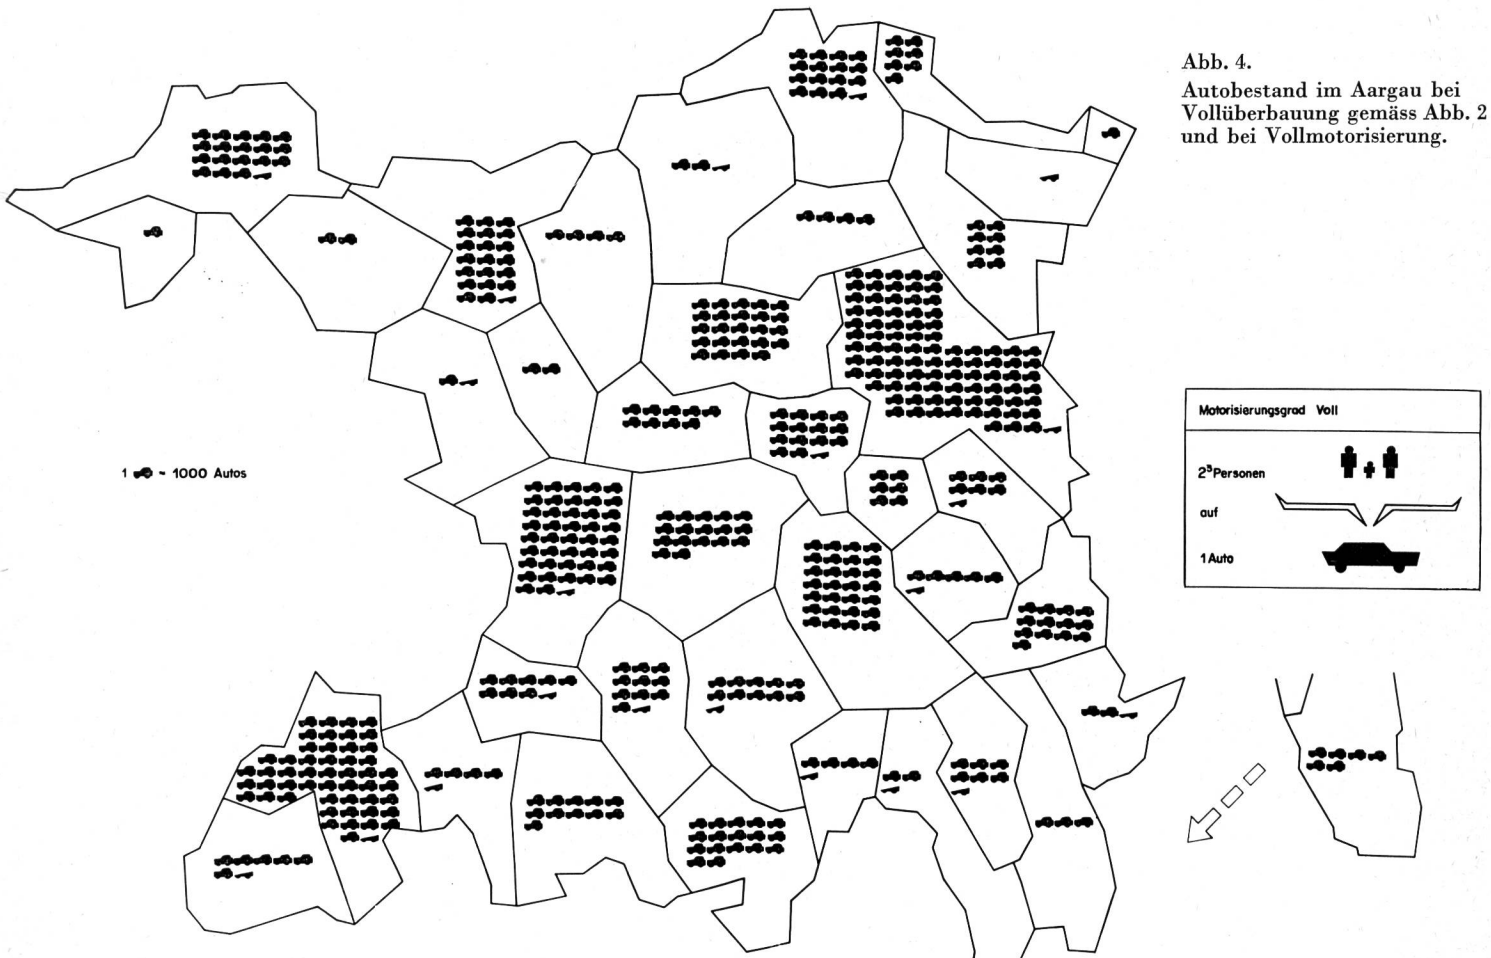 Abb. 4.
Autobestand im Aargau bei
Vollüberbauung gemäss Abb. 2
und bei Vollmotorisierung.
Motorisierungsgrad Voll
2⁵Personen
auf
1 Auto
1 - 1000 Autos